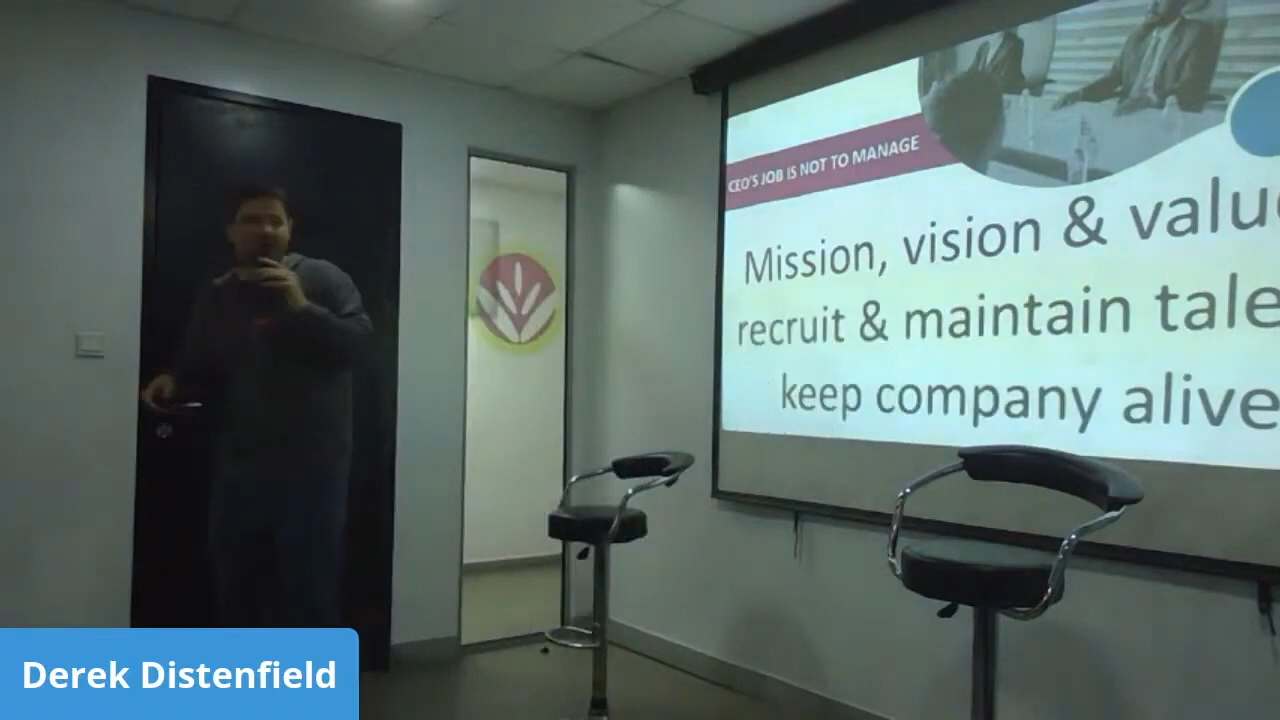 CEO'S JOB IS NOT TO MANAGE
Mission, vision & valu
recruit & maintain tale
keep company alive
Derek Distenfield